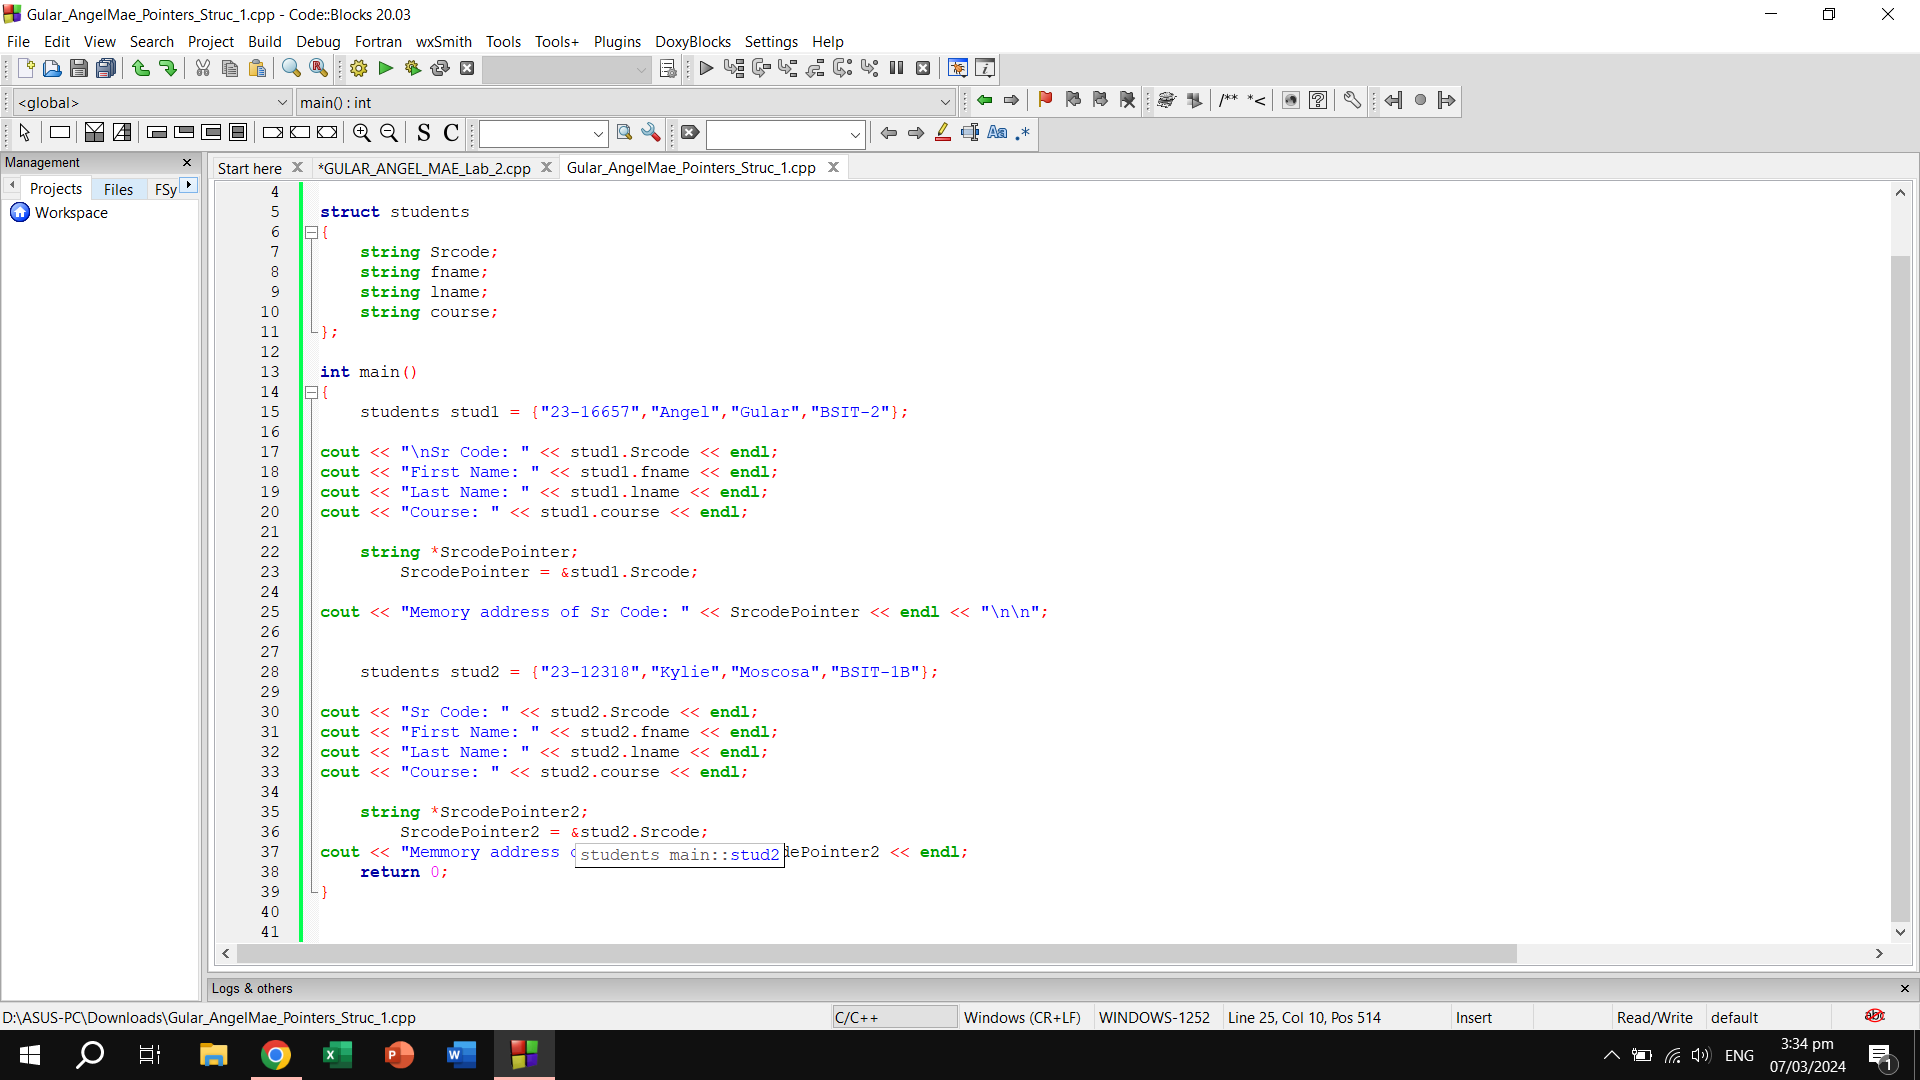 Gular_AngelMae_Pointers_Struc_1.cpp - Code::Blocks 20.03
File Edit View Search Project Build Debug Fortran wxSmith Tools Tools+ Plugins DoxyBlocks Settings Help
<global> main() : int
/** *<
S C Aa .*
Management
Start here *GULAR_ANGEL_MAE_Lab_2.cpp Gular_AngelMae_Pointers_Struc_1.cpp
Projects Files FSy
Workspace
4
5 struct students
6 {
7 string Srcode;
8 string fname;
9 string lname;
10 string course;
11 };
12
13 int main()
14 {
15 students stud1 = {"23-16657","Angel","Gular","BSIT-2"};
16
17 cout << "\nSr Code: " << stud1.Srcode << endl;
18 cout << "First Name: " << stud1.fname << endl;
19 cout << "Last Name: " << stud1.lname << endl;
20 cout << "Course: " << stud1.course << endl;
21
22 string *SrcodePointer;
23 SrcodePointer = &stud1.Srcode;
24
25 cout << "Memory address of Sr Code: " << SrcodePointer << endl << "\n\n";
26
27
28 students stud2 = {"23-12318","Kylie","Moscosa","BSIT-1B"};
29
30 cout << "Sr Code: " << stud2.Srcode << endl;
31 cout << "First Name: " << stud2.fname << endl;
32 cout << "Last Name: " << stud2.lname << endl;
33 cout << "Course: " << stud2.course << endl;
34
35 string *SrcodePointer2;
36 SrcodePointer2 = &stud2.Srcode;
37 cout << "Memmory address students main::stud2 dePointer2 << endl;
38 return 0;
39 }
40
41
Logs & others
D:\ASUS-PC\Downloads\Gular_AngelMae_Pointers_Struc_1.cpp C/C++ Windows (CR+LF) WINDOWS-1252 Line 25, Col 10, Pos 514 Insert Read/Write default abc
ENG 3:34 pm
07/03/2024 1